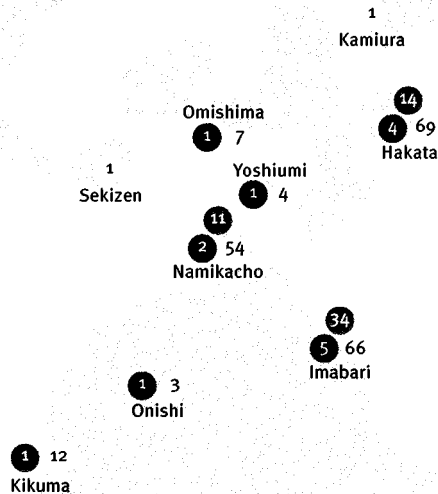 1
Kamiura
14
4 69
Hakata
Omishima
1 7
1
Sekizen
Yoshiumi
1 4
11
2 54
Namikacho
34
5 66
Imabari
1 3
Onishi
1 12
Kikuma